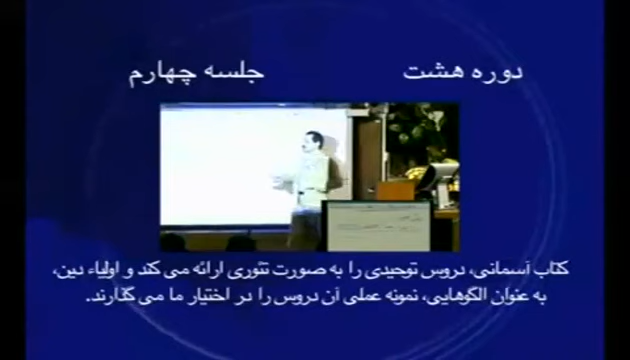 دوره هشت
جلسه چهارم
کتاب آسمانی، دروس توحیدی را به صورت تئوری ارائه می کند و اولیاء دین،
به عنوان الگوهایی، نمونه عملی آن دروس را در اختیار ما می گذارند.